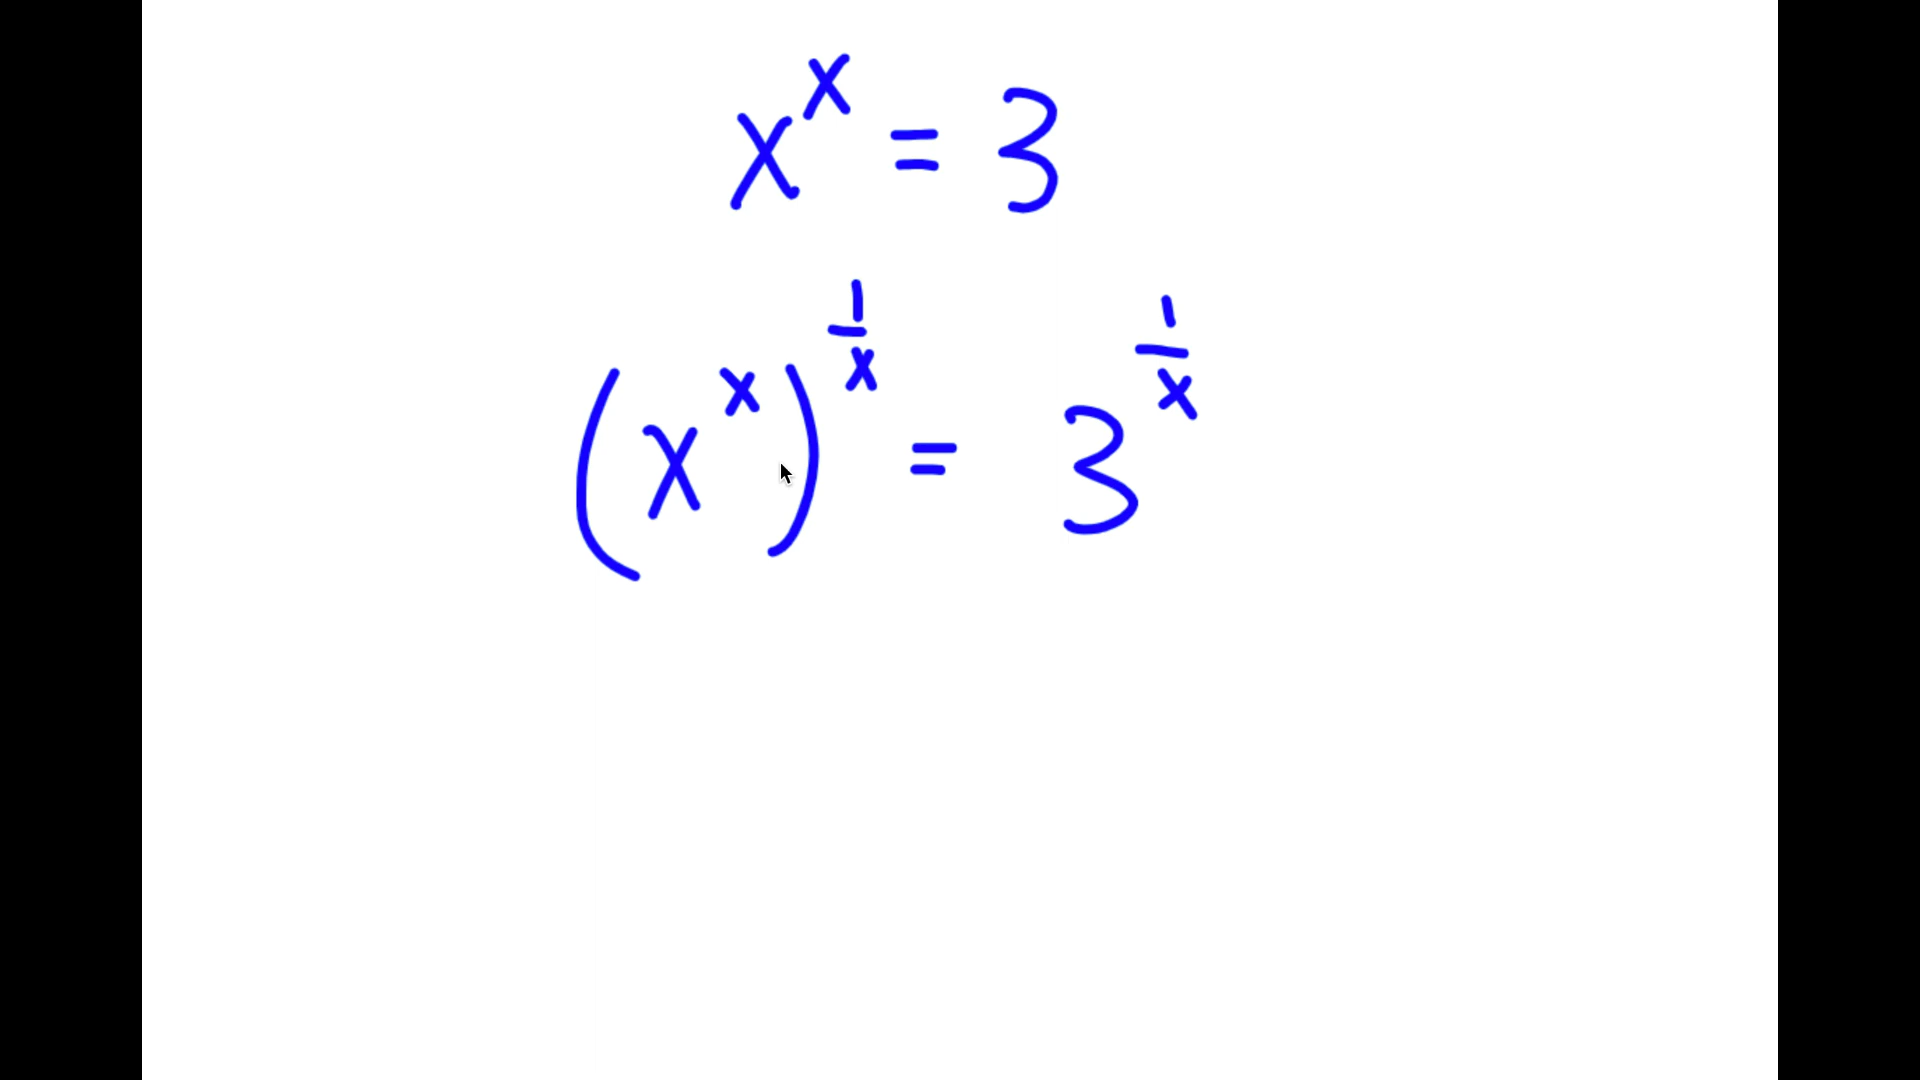 x^x = 3
(x^x)^{1/x} = 3^{1/x}